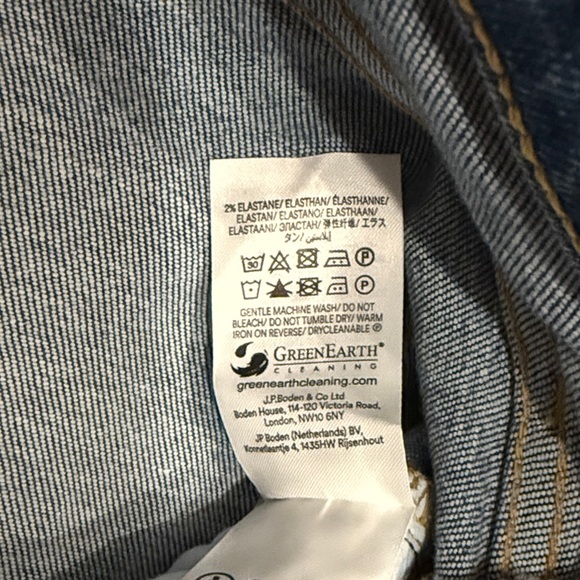 2% ELASTANE/ ELASTHAN/ ÉLASTHANNE/
ELASTAN/ ELASTANO/ ELASTHAAN/
ELASTAANI/ ЭЛАСТАН/ 弹性纤维/ エラス
タン/ إيلاستين/
30 F
P
GENTLE MACHINE WASH/ DO NOT
BLEACH/ DO NOT TUMBLE DRY/ WARM
IRON ON REVERSE/ DRYCLEANABLE Ⓟ
GREENEARTH®
CLEANING
greenearthcleaning.com
J.P.Boden & Co Ltd
Boden House, 114-120 Victoria Road,
London, NW10 6NY
JP Boden (Netherlands) BV,
Konnetlaantje 4, 1435HW Rijsenhout